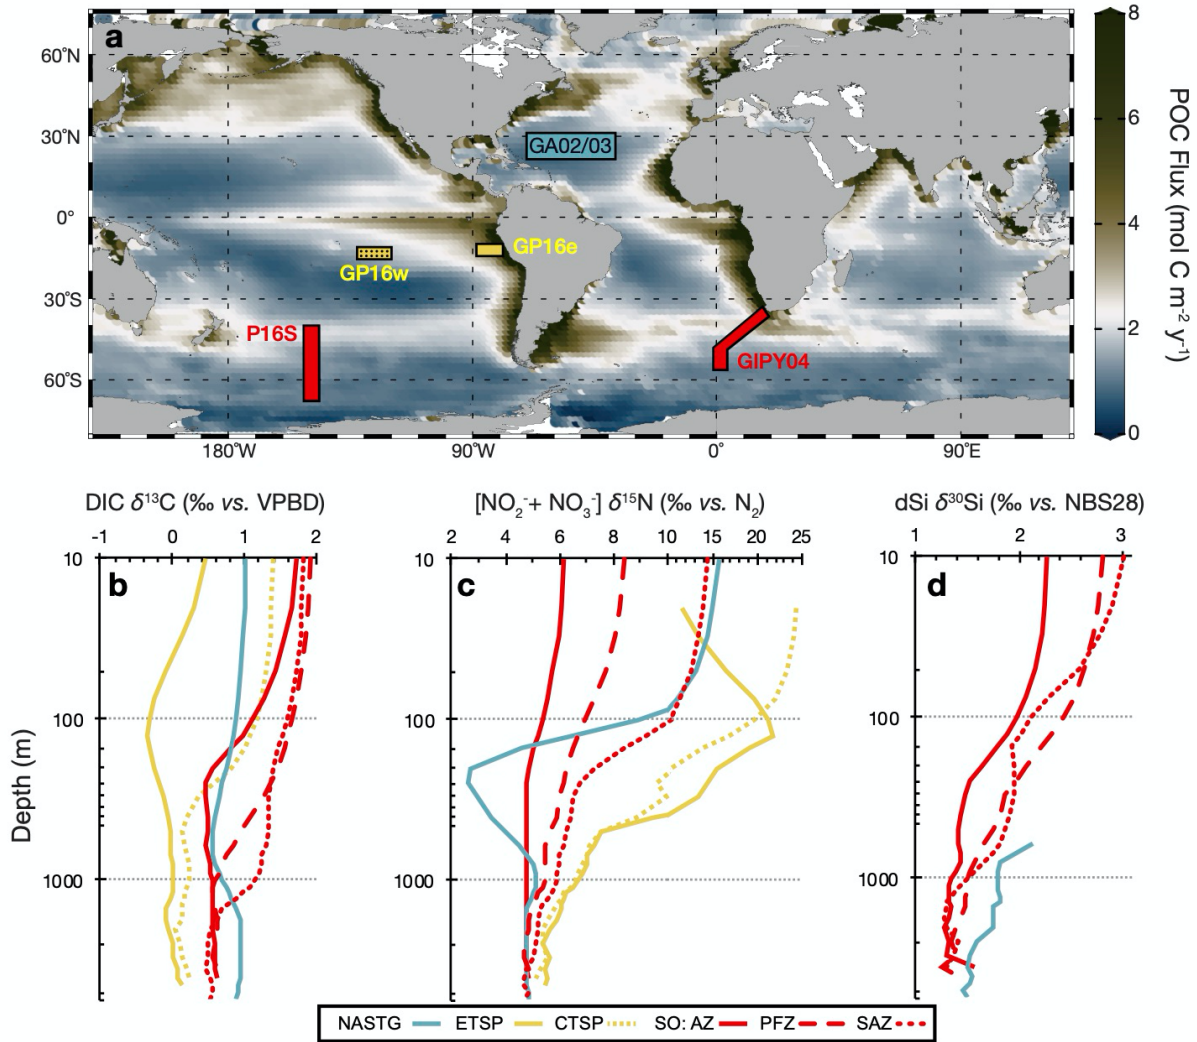 a
60°N
30°N
0°
30°S
60°S
180°W
90°W
0°
90°E
GA02/03
GP16e
GP16w
P16S
GIPY04
8
6
4
2
0
POC Flux (mol C m⁻² y⁻¹)
DIC δ¹³C (‰ vs. VPBD)
[NO₂⁻ + NO₃⁻] δ¹⁵N (‰ vs. N₂)
dSi δ³⁰Si (‰ vs. NBS28)
-1 0 1 2
2 4 6 8 10 15 20 25
1 2 3
10
10
10
b
c
d
100
100
100
1000
1000
1000
Depth (m)
NASTG ETSP CTSP SO: AZ PFZ SAZ